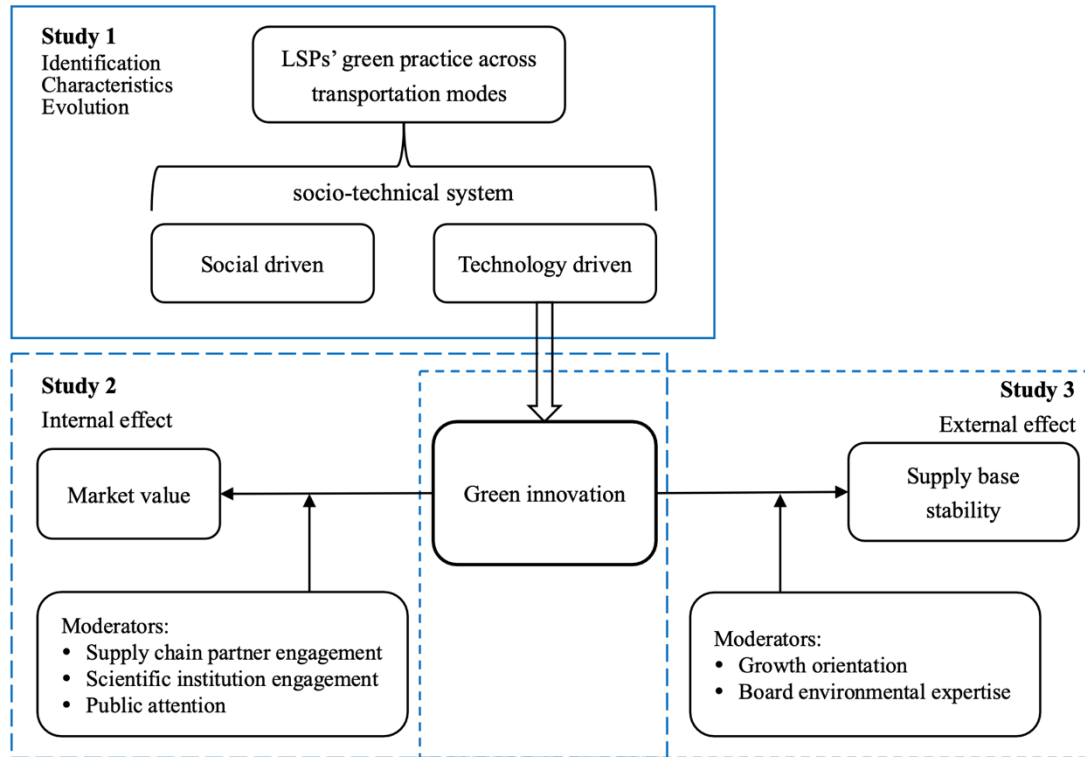 Study 1
Identification
Characteristics
Evolution
LSPs’ green practice across
transportation modes
socio-technical system
Social driven
Technology driven
Study 2
Internal effect
Market value
Green innovation
Study 3
External effect
Supply base
stability
Moderators:
• Supply chain partner engagement
• Scientific institution engagement
• Public attention
Moderators:
• Growth orientation
• Board environmental expertise